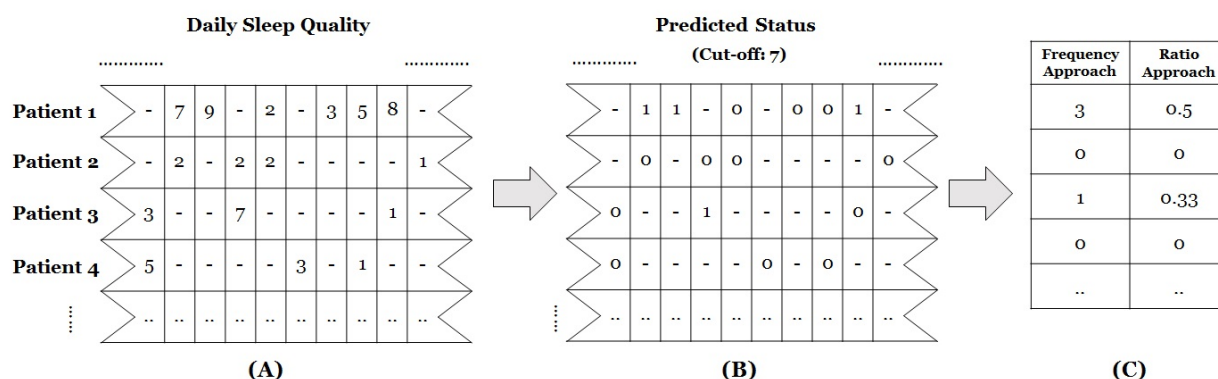 Daily Sleep Quality
Predicted Status
(Cut-off: 7)
Frequency Approach Ratio Approach
Patient 1 - 7 9 - 2 - 3 5 8 - - 1 1 - 0 - 0 0 1 - 3 0.5
Patient 2 - 2 - 2 2 - - - - 1 - 0 - 0 0 - - - - 0 0 0
Patient 3 3 - - 7 - - - - 1 - 0 - - 1 - - - - 0 - 1 0.33
Patient 4 5 - - - - 3 - 1 - - 0 - - - - 0 - 0 - - 0 0
.. .. .. .. .. .. .. .. .. .. .. .. .. .. .. .. .. .. .. .. .. ..
(A) (B) (C)